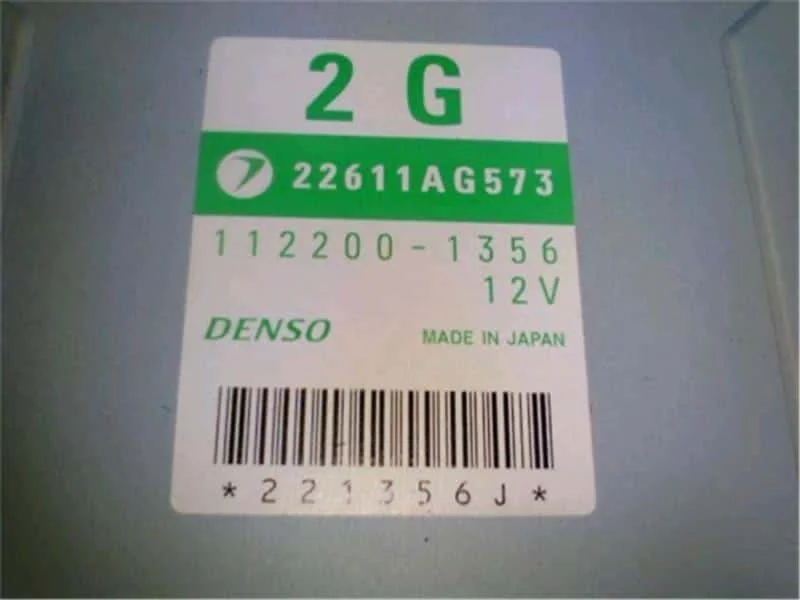 2 G
22611AG573
112200-1356
12V
DENSO
MADE IN JAPAN
*221356J*